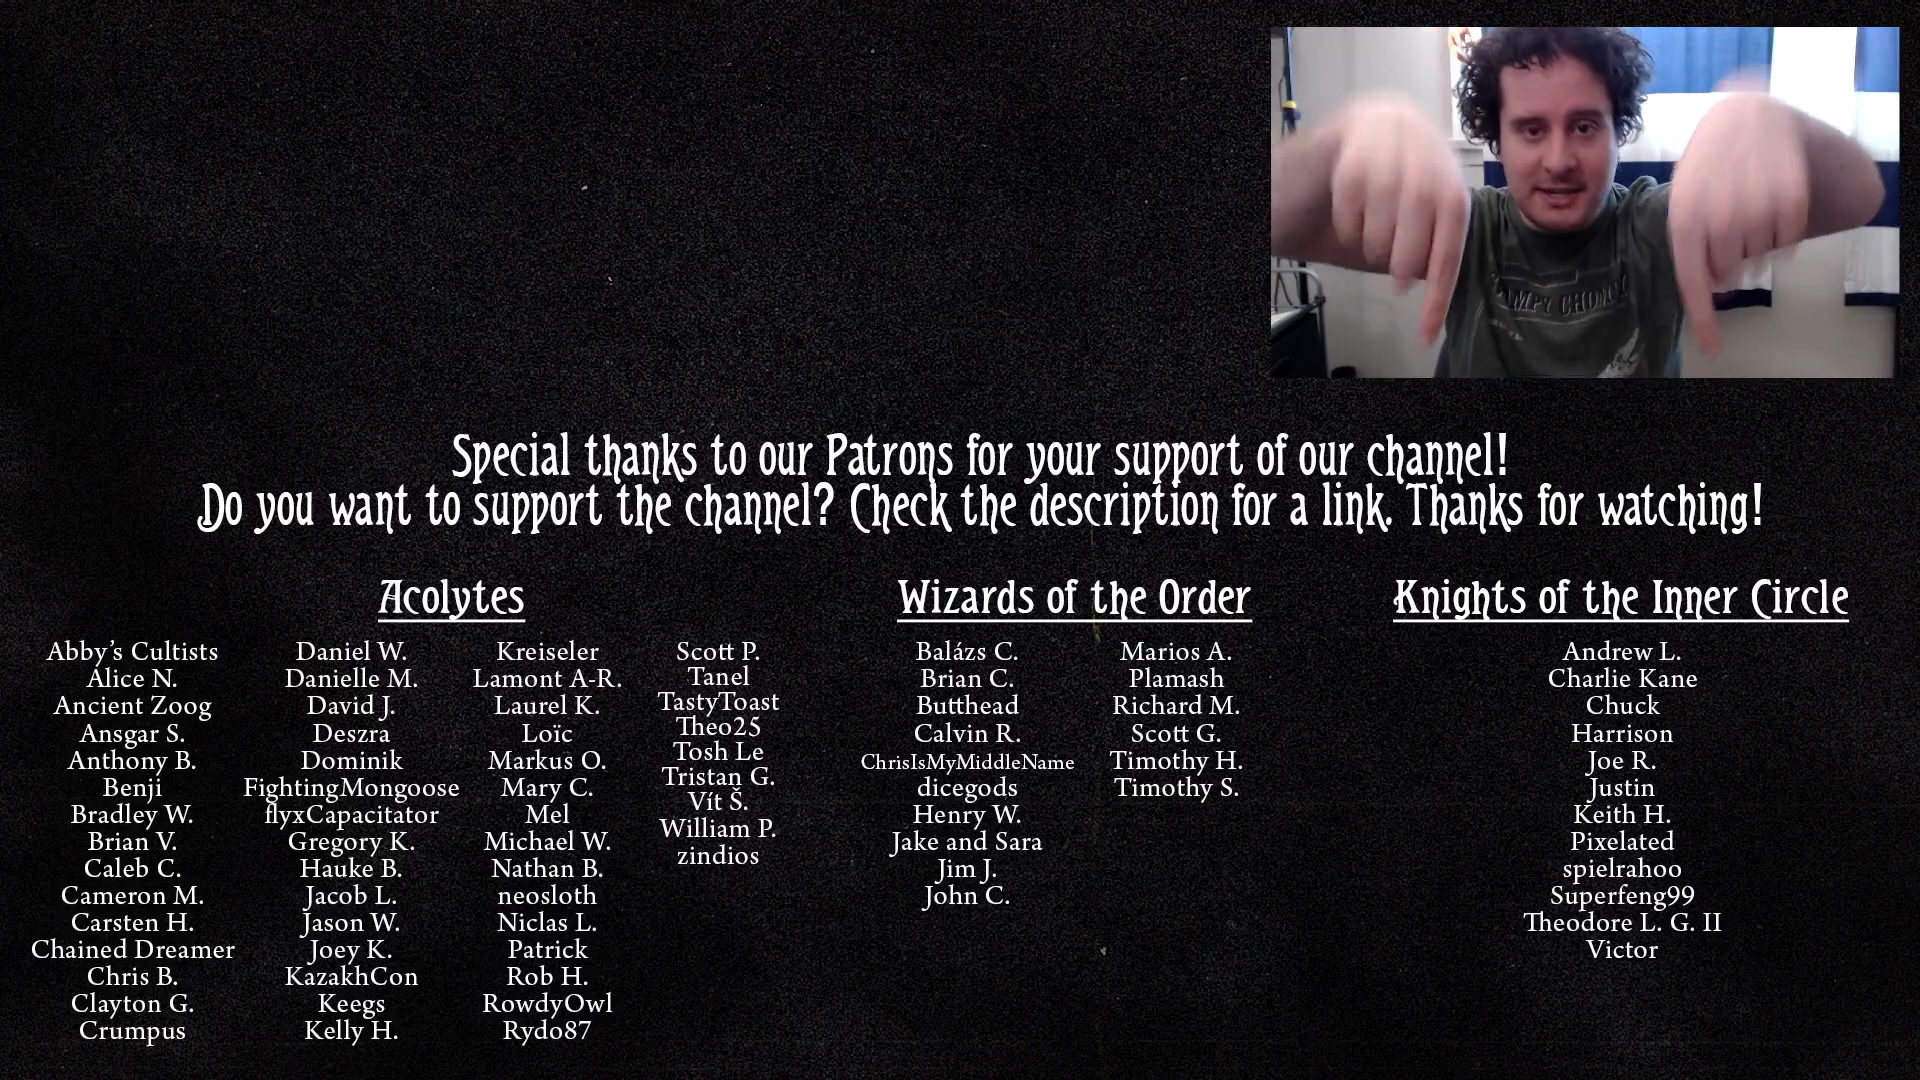 Special thanks to our Patrons for your support of our channel!
Do you want to support the channel? Check the description for a link. Thanks for watching!
Acolytes
Abby's Cultists
Alice N.
Ancient Zoog
Ansgar S.
Anthony B.
Benji
Bradley W.
Brian V.
Caleb C.
Cameron M.
Carsten H.
Chained Dreamer
Chris B.
Clayton G.
Crumpus
Daniel W.
Danielle M.
David J.
Deszra
Dominik
FightingMongoose
flyxCapacitator
Gregory K.
Hauke B.
Jacob L.
Jason W.
Joey K.
KazakhCon
Keegs
Kelly H.
Kreiseler
Lamont A-R.
Laurel K.
Loïc
Markus O.
Mary C.
Mel
Michael W.
Nathan B.
neosloth
Niclas L.
Patrick
Rob H.
RowdyOwl
Rydo87
Scott P.
Tanel
TastyToast
Theo25
Tosh Le
Tristan G.
Vít Š.
William P.
zindios
Wizards of the Order
Balázs C.
Brian C.
Butthead
Calvin R.
ChrisIsMyMiddleName
dicegods
Henry W.
Jake and Sara
Jim J.
John C.
Marios A.
Plamash
Richard M.
Scott G.
Timothy H.
Timothy S.
Knights of the Inner Circle
Andrew L.
Charlie Kane
Chuck
Harrison
Joe R.
Justin
Keith H.
Pixelated
spielrahoo
Superfeng99
Theodore L. G. II
Victor